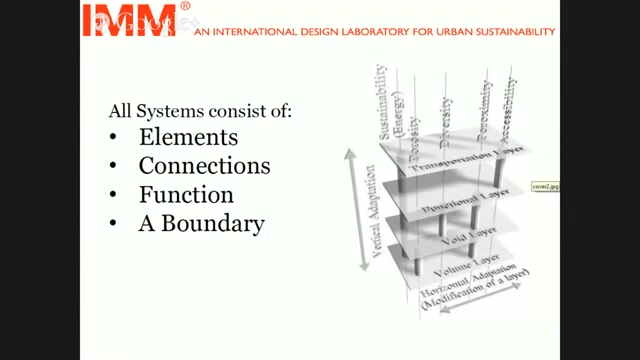 IMM®
Google+
AN INTERNATIONAL DESIGN LABORATORY FOR URBAN SUSTAINABILITY
All Systems consist of:
• Elements
• Connections
• Function
• A Boundary
Sustainability
(Energy)
Porosity
Diversity
Proximity
Accessibility
Transportation Layer
Functional Layer
Void Layer
Volume Layer
Vertical Adaptation
Horizontal Adaptation
(Modification of a layer)
cover2.jpg